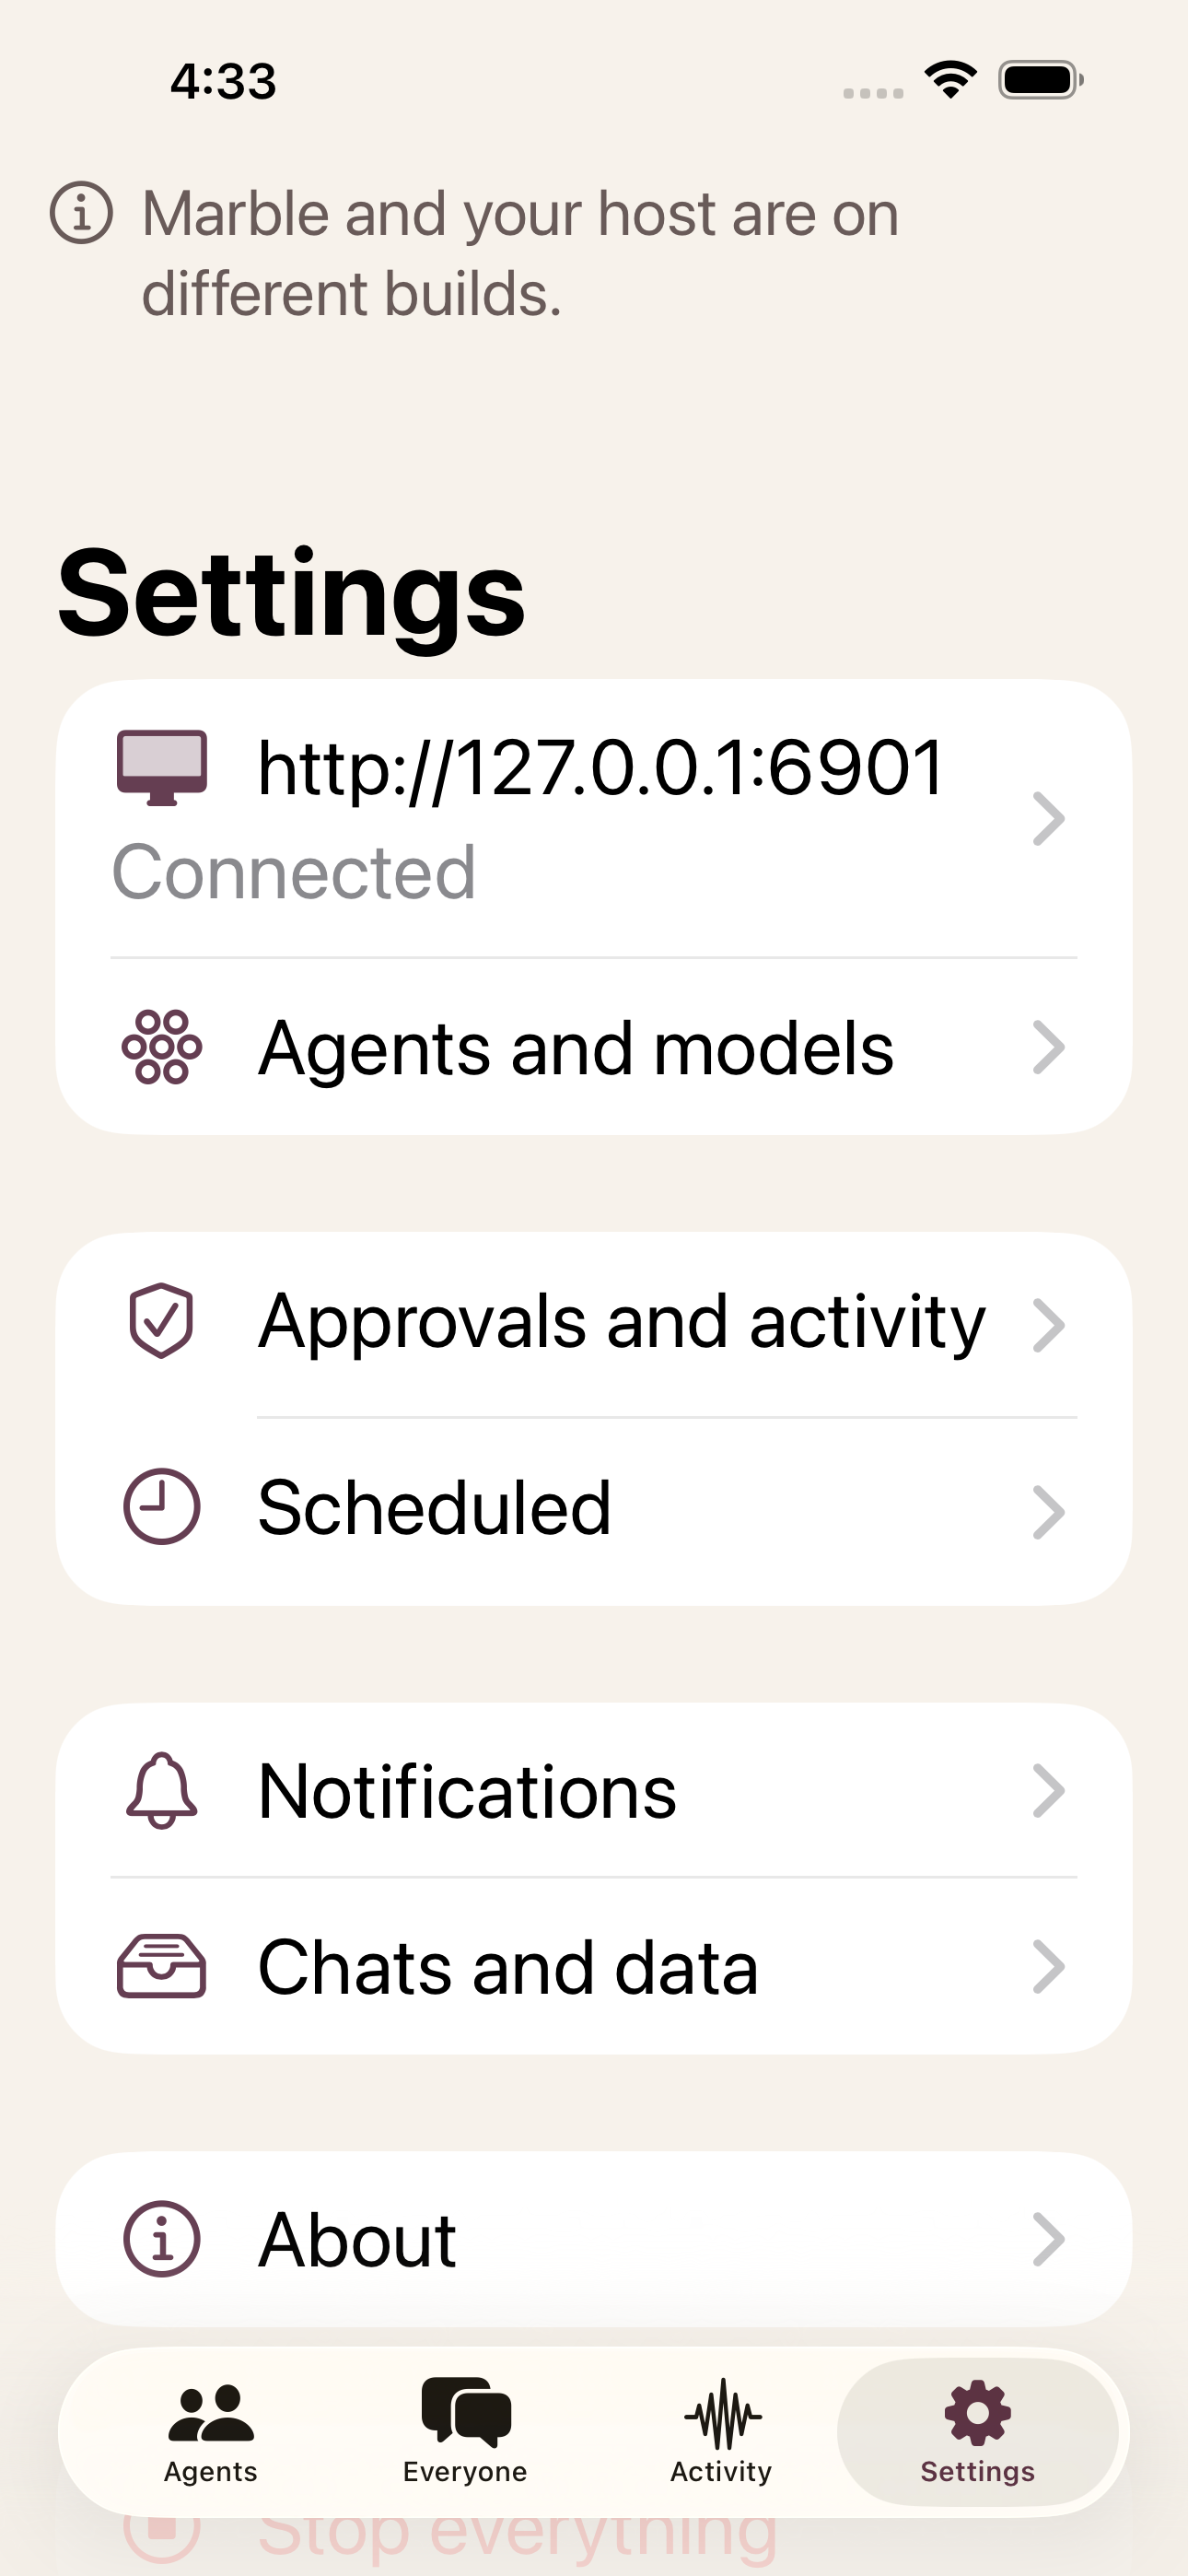 4:33
Marble and your host are on
different builds.
Settings
http://127.0.0.1:6901
Connected
Agents and models
Approvals and activity
Scheduled
Notifications
Chats and data
About
Agents
Everyone
Activity
Settings
Stop everything